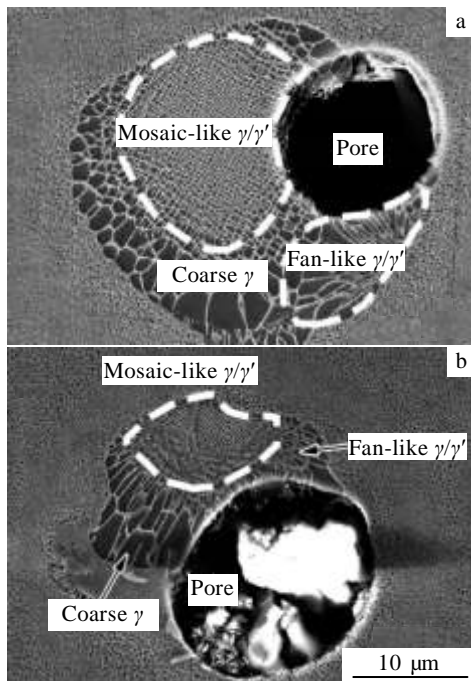 a
Mosaic-like γ/γ′
Pore
Fan-like γ/γ′
Coarse γ
b
Mosaic-like γ/γ′
Fan-like γ/γ′
Pore
Coarse γ
10 μm